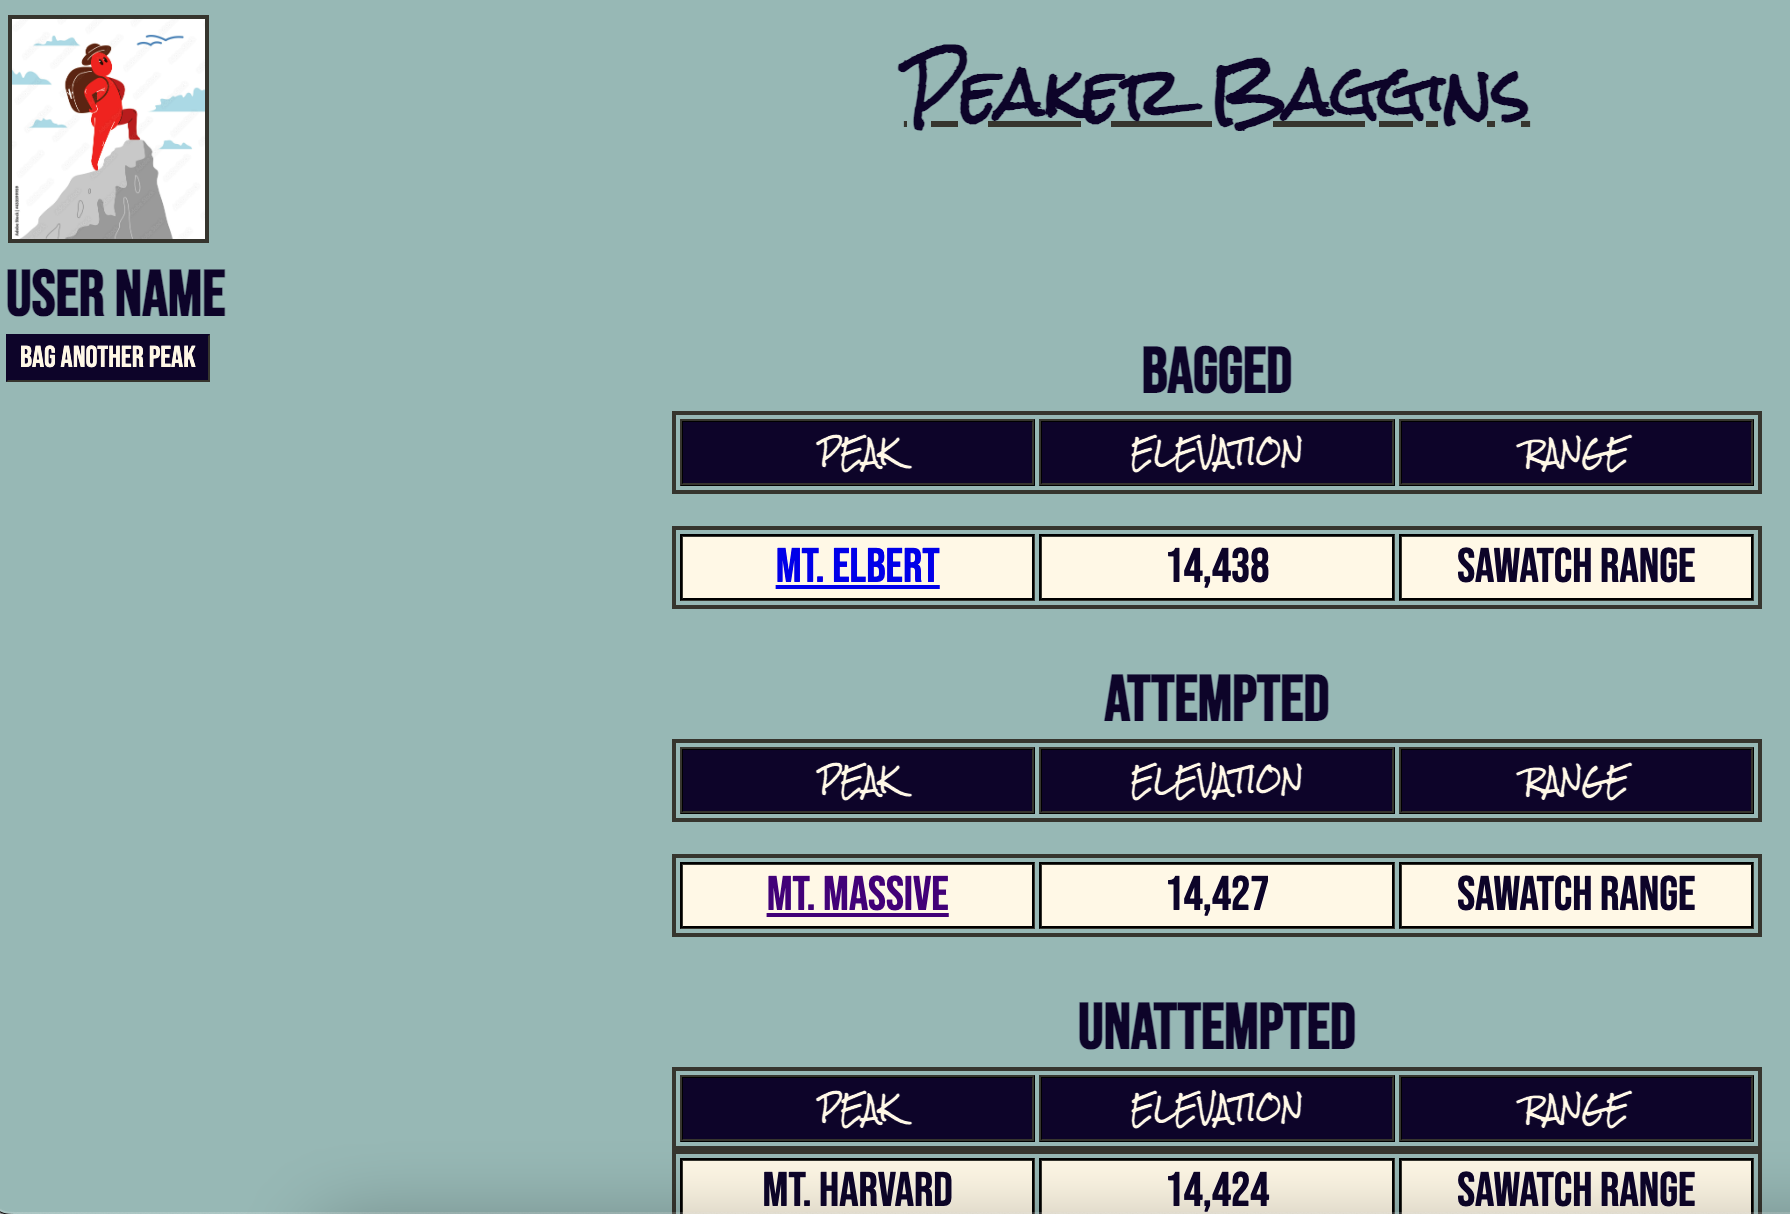 Peaker Baggins
USER NAME
BAG ANOTHER PEAK
BAGGED
PEAK ELEVATION RANGE
MT. ELBERT 14,438 SAWATCH RANGE
ATTEMPTED
PEAK ELEVATION RANGE
MT. MASSIVE 14,427 SAWATCH RANGE
UNATTEMPTED
PEAK ELEVATION RANGE
MT. HARVARD 14,424 SAWATCH RANGE